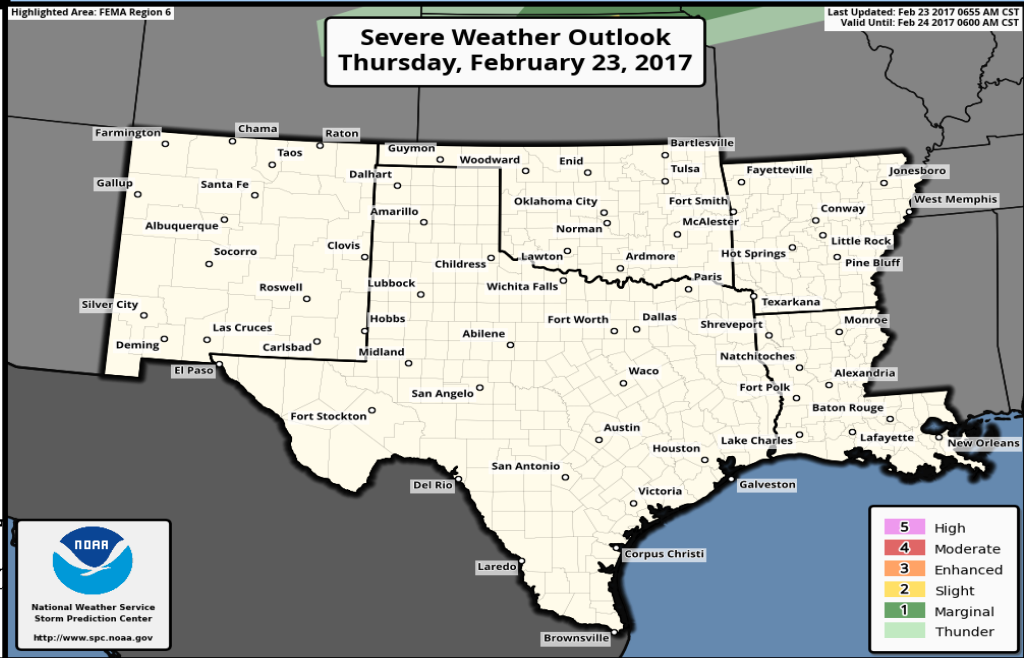 Highlighted Area: FEMA Region 6
Last Updated: Feb 23 2017 0655 AM CST
Valid Until: Feb 24 2017 0600 AM CST
Severe Weather Outlook
Thursday, February 23, 2017
Farmington
Chama
Raton
Taos
Guymon
Woodward
Enid
Bartlesville
Tulsa
Fayetteville
Jonesboro
Gallup
Santa Fe
Dalhart
Oklahoma City
Fort Smith
West Memphis
Albuquerque
Amarillo
Norman
McAlester
Conway
Socorro
Clovis
Childress
Lawton
Ardmore
Hot Springs
Little Rock
Pine Bluff
Roswell
Lubbock
Wichita Falls
Paris
Texarkana
Silver City
Las Cruces
Hobbs
Abilene
Fort Worth
Dallas
Shreveport
Monroe
Deming
Carlsbad
Midland
Natchitoches
El Paso
San Angelo
Waco
Fort Polk
Alexandria
Fort Stockton
Austin
Baton Rouge
Houston
Lake Charles
Lafayette
New Orleans
Del Rio
San Antonio
Victoria
Galveston
Laredo
Corpus Christi
Brownsville
NOAA
National Weather Service
Storm Prediction Center
http://www.spc.noaa.gov
5 High
4 Moderate
3 Enhanced
2 Slight
1 Marginal
Thunder